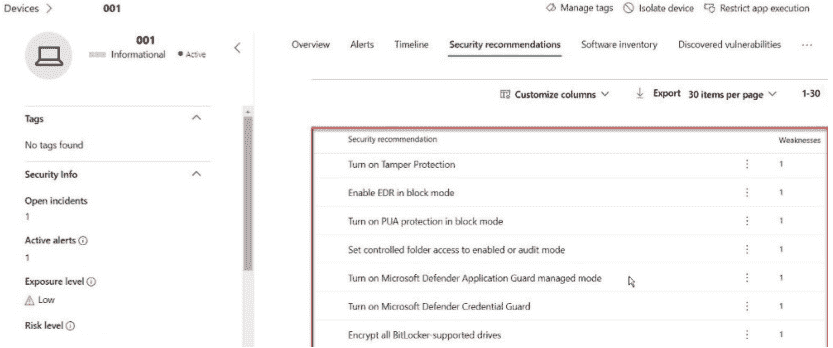 Devices > 001
Manage tags Isolate device Restrict app execution
001
Informational Active
Overview Alerts Timeline Security recommendations Software inventory Discovered vulnerabilities ...
Customize columns Export 30 items per page 1-30
Tags
No tags found
Security Info
Open incidents
1
Active alerts
1
Exposure level
Low
Risk level
Security recommendation Weaknesses
Turn on Tamper Protection 1
Enable EDR in block mode 1
Turn on PUA protection in block mode 1
Set controlled folder access to enabled or audit mode 1
Turn on Microsoft Defender Application Guard managed mode 1
Turn on Microsoft Defender Credential Guard 1
Encrypt all BitLocker-supported drives 1